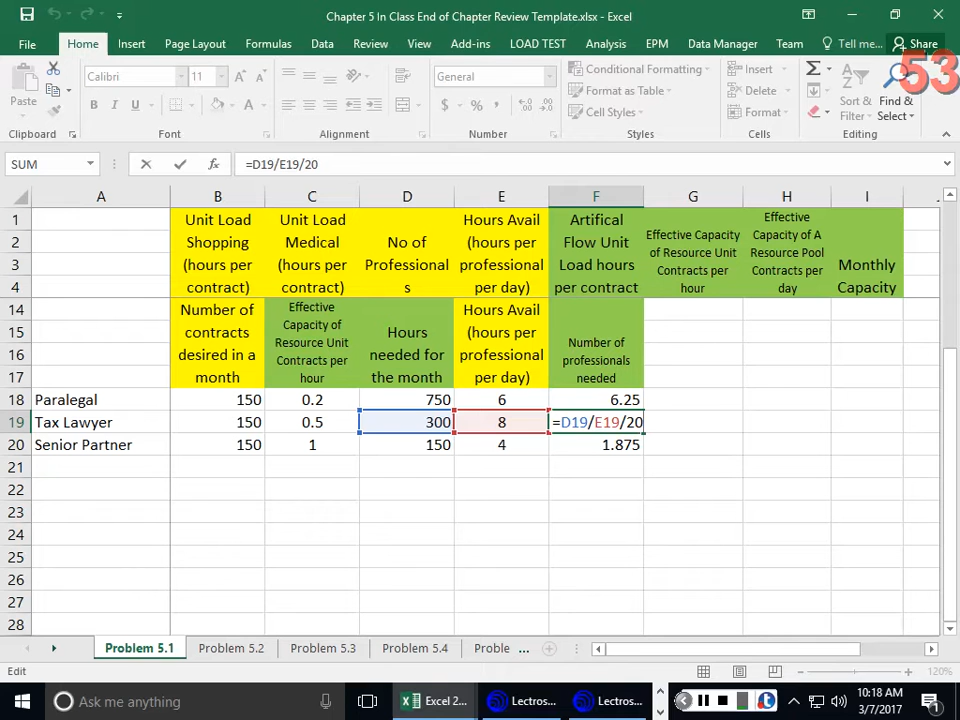 Chapter 5 In Class End of Chapter Review Template.xlsx - Excel
File Home Insert Page Layout Formulas Data Review View Add-ins LOAD TEST Analysis EPM Data Manager Team Tell me... Share
53
Paste
Calibri 11
B I U
General
$ % 
Conditional Formatting
Format as Table
Cell Styles
Insert
Delete
Format
Sort & Filter
Find & Select
Clipboard Font Alignment Number Styles Cells Editing
SUM fx =D19/E19/20
A B C D E F G H I
1 2 3 4
Unit Load Shopping (hours per contract)
Unit Load Medical (hours per contract)
No of Professional s
Hours Avail (hours per professional per day)
Artifical Flow Unit Load hours per contract
Effective Capacity of Resource Unit Contracts per hour
Effective Capacity of A Resource Pool Contracts per day
Monthly Capacity
14 15 16 17
Number of contracts desired in a month
Effective Capacity of Resource Unit Contracts per hour
Hours needed for the month
Hours Avail (hours per professional per day)
Number of professionals needed
18 Paralegal 150 0.2 750 6 6.25
19 Tax Lawyer 150 0.5 300 8 =D19/E19/20
20 Senior Partner 150 1 150 4 1.875
21
22
23
24
25
26
27
28
Problem 5.1 Problem 5.2 Problem 5.3 Problem 5.4 Proble ...
Edit 120%
Ask me anything
Excel 2...
Lectros...
Lectros...
10:18 AM
3/7/2017
1